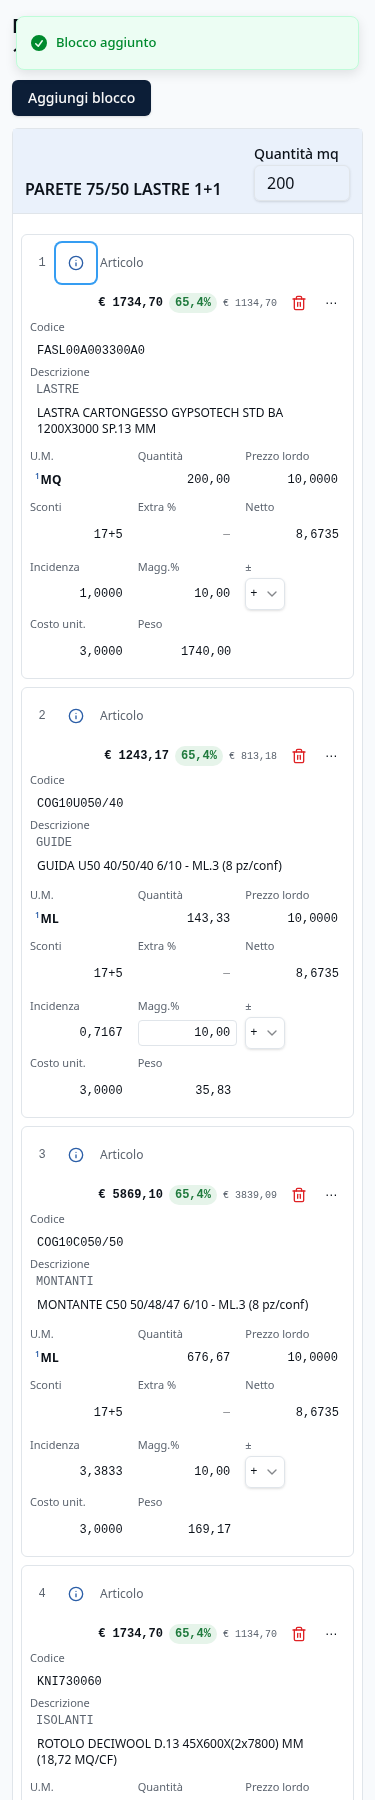 Blocco aggiunto
Aggiungi blocco
Quantità mq
PARETE 75/50 LASTRE 1+1
200
1 Articolo
€ 1734,70 65,4% € 1134,70 ...
Codice
FASL00A003300A0
Descrizione
LASTRE
LASTRA CARTONGESSO GYPSOTECH STD BA
1200X3000 SP.13 MM
U.M. Quantità Prezzo lordo
¹MQ 200,00 10,0000
Sconti Extra % Netto
17+5 — 8,6735
Incidenza Magg.% ±
1,0000 10,00 +
Costo unit. Peso
3,0000 1740,00
2 Articolo
€ 1243,17 65,4% € 813,18 ...
Codice
COG10U050/40
Descrizione
GUIDE
GUIDA U50 40/50/40 6/10 - ML.3 (8 pz/conf)
U.M. Quantità Prezzo lordo
¹ML 143,33 10,0000
Sconti Extra % Netto
17+5 — 8,6735
Incidenza Magg.% ±
0,7167 10,00 +
Costo unit. Peso
3,0000 35,83
3 Articolo
€ 5869,10 65,4% € 3839,09 ...
Codice
COG10C050/50
Descrizione
MONTANTI
MONTANTE C50 50/48/47 6/10 - ML.3 (8 pz/conf)
U.M. Quantità Prezzo lordo
¹ML 676,67 10,0000
Sconti Extra % Netto
17+5 — 8,6735
Incidenza Magg.% ±
3,3833 10,00 +
Costo unit. Peso
3,0000 169,17
4 Articolo
€ 1734,70 65,4% € 1134,70 ...
Codice
KNI730060
Descrizione
ISOLANTI
ROTOLO DECIWOOL D.13 45X600X(2x7800) MM
(18,72 MQ/CF)
U.M. Quantità Prezzo lordo